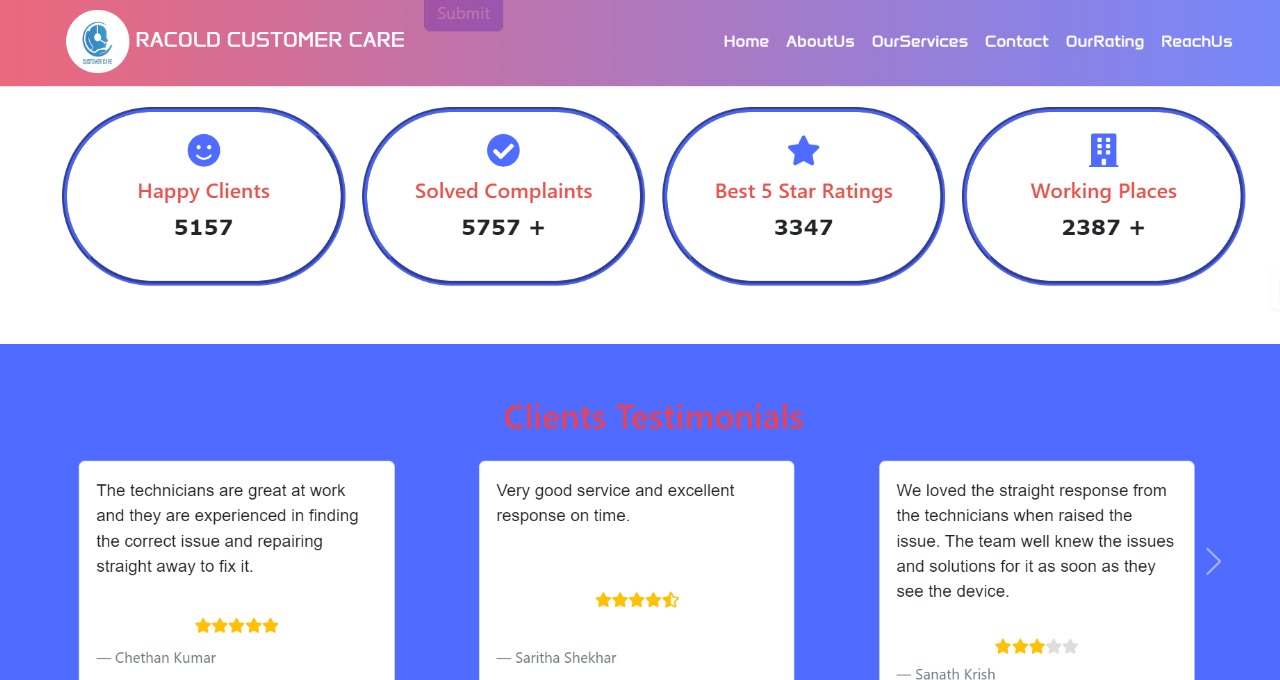 Submit
CUSTOMER CARE
RACOLD CUSTOMER CARE
Home AboutUs OurServices Contact OurRating ReachUs
Happy Clients
5157
Solved Complaints
5757 +
Best 5 Star Ratings
3347
Working Places
2387 +
Clients Testimonials
The technicians are great at work
and they are experienced in finding
the correct issue and repairing
straight away to fix it.
— Chethan Kumar
Very good service and excellent
response on time.
— Saritha Shekhar
We loved the straight response from
the technicians when raised the
issue. The team well knew the issues
and solutions for it as soon as they
see the device.
— Sanath Krish